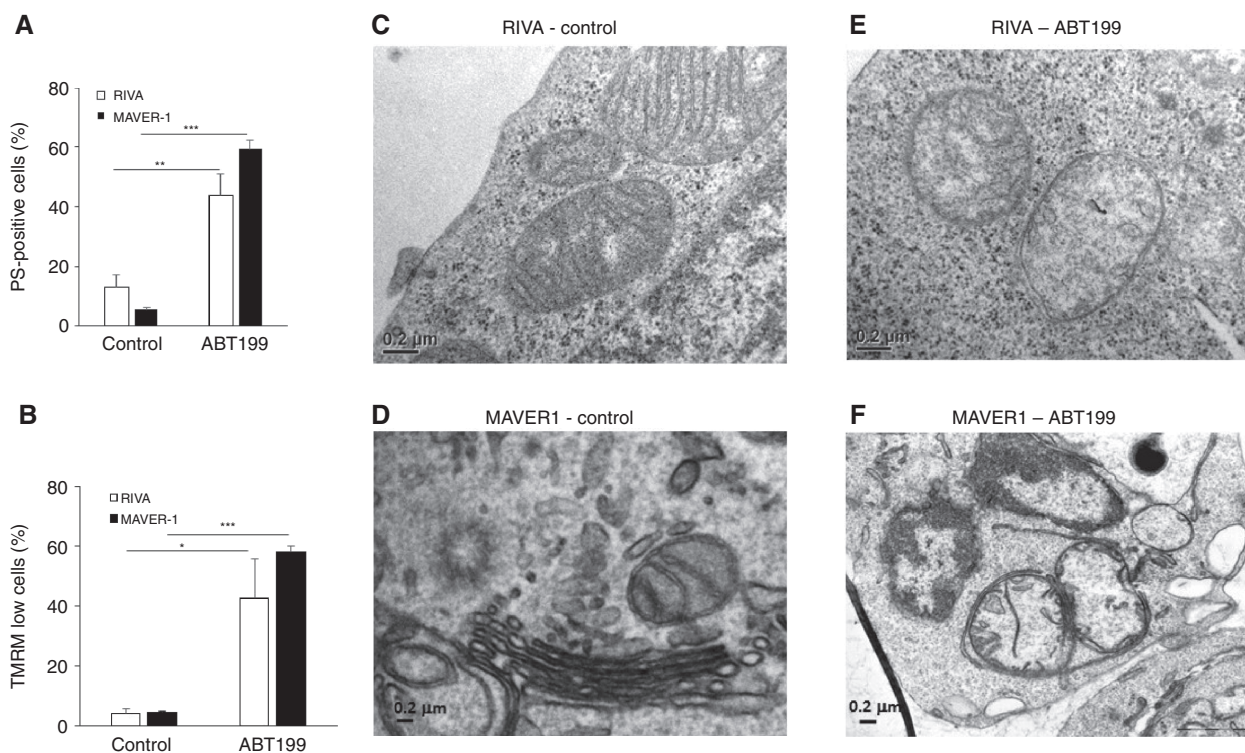 A
80
60
40
20
0
PS-positive cells (%)
RIVA
MAVER-1
***
**
Control
ABT199
B
80
60
40
20
0
TMRM low cells (%)
RIVA
MAVER-1
***
*
Control
ABT199
C
RIVA - control
0.2 µm
D
MAVER1 - control
0.2 µm
E
RIVA – ABT199
0.2 µm
F
MAVER1 – ABT199
0.2 µm